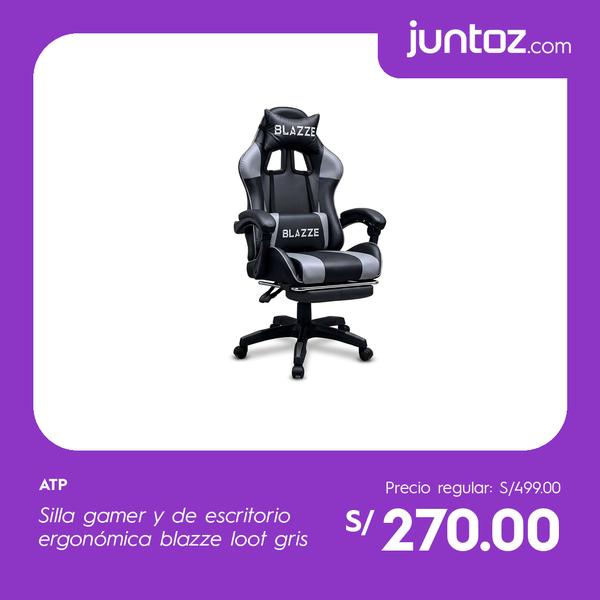 juntoz.com
BLAZZE
BLAZZE
ATP
Silla gamer y de escritorio
ergonómica blazze loot gris
Precio regular: S/499.00
S/ 270.00